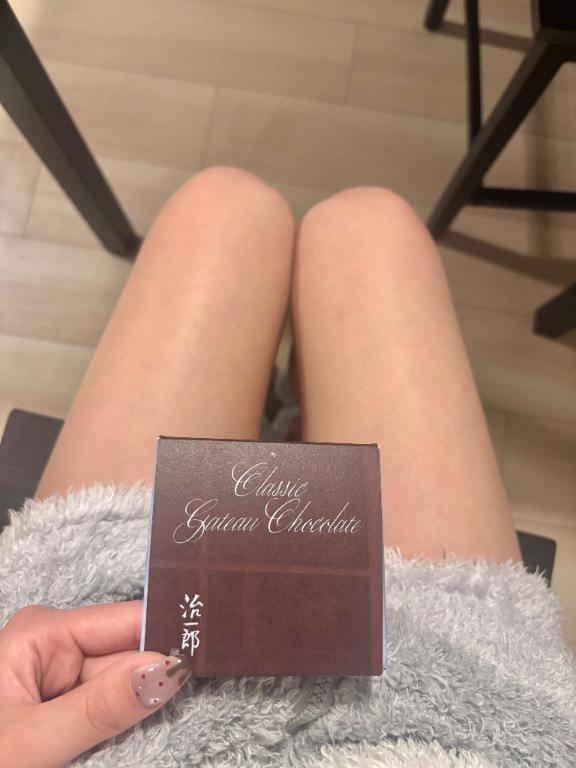 Classic
Gateau Chocolate
治一郎